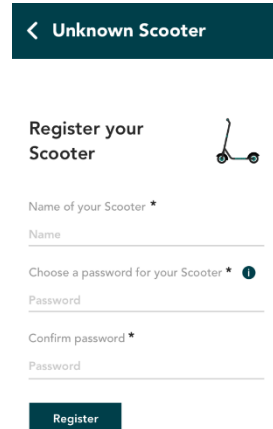 Unknown Scooter
Register your
Scooter
Name of your Scooter *
Name
Choose a password for your Scooter * i
Password
Confirm password *
Password
Register